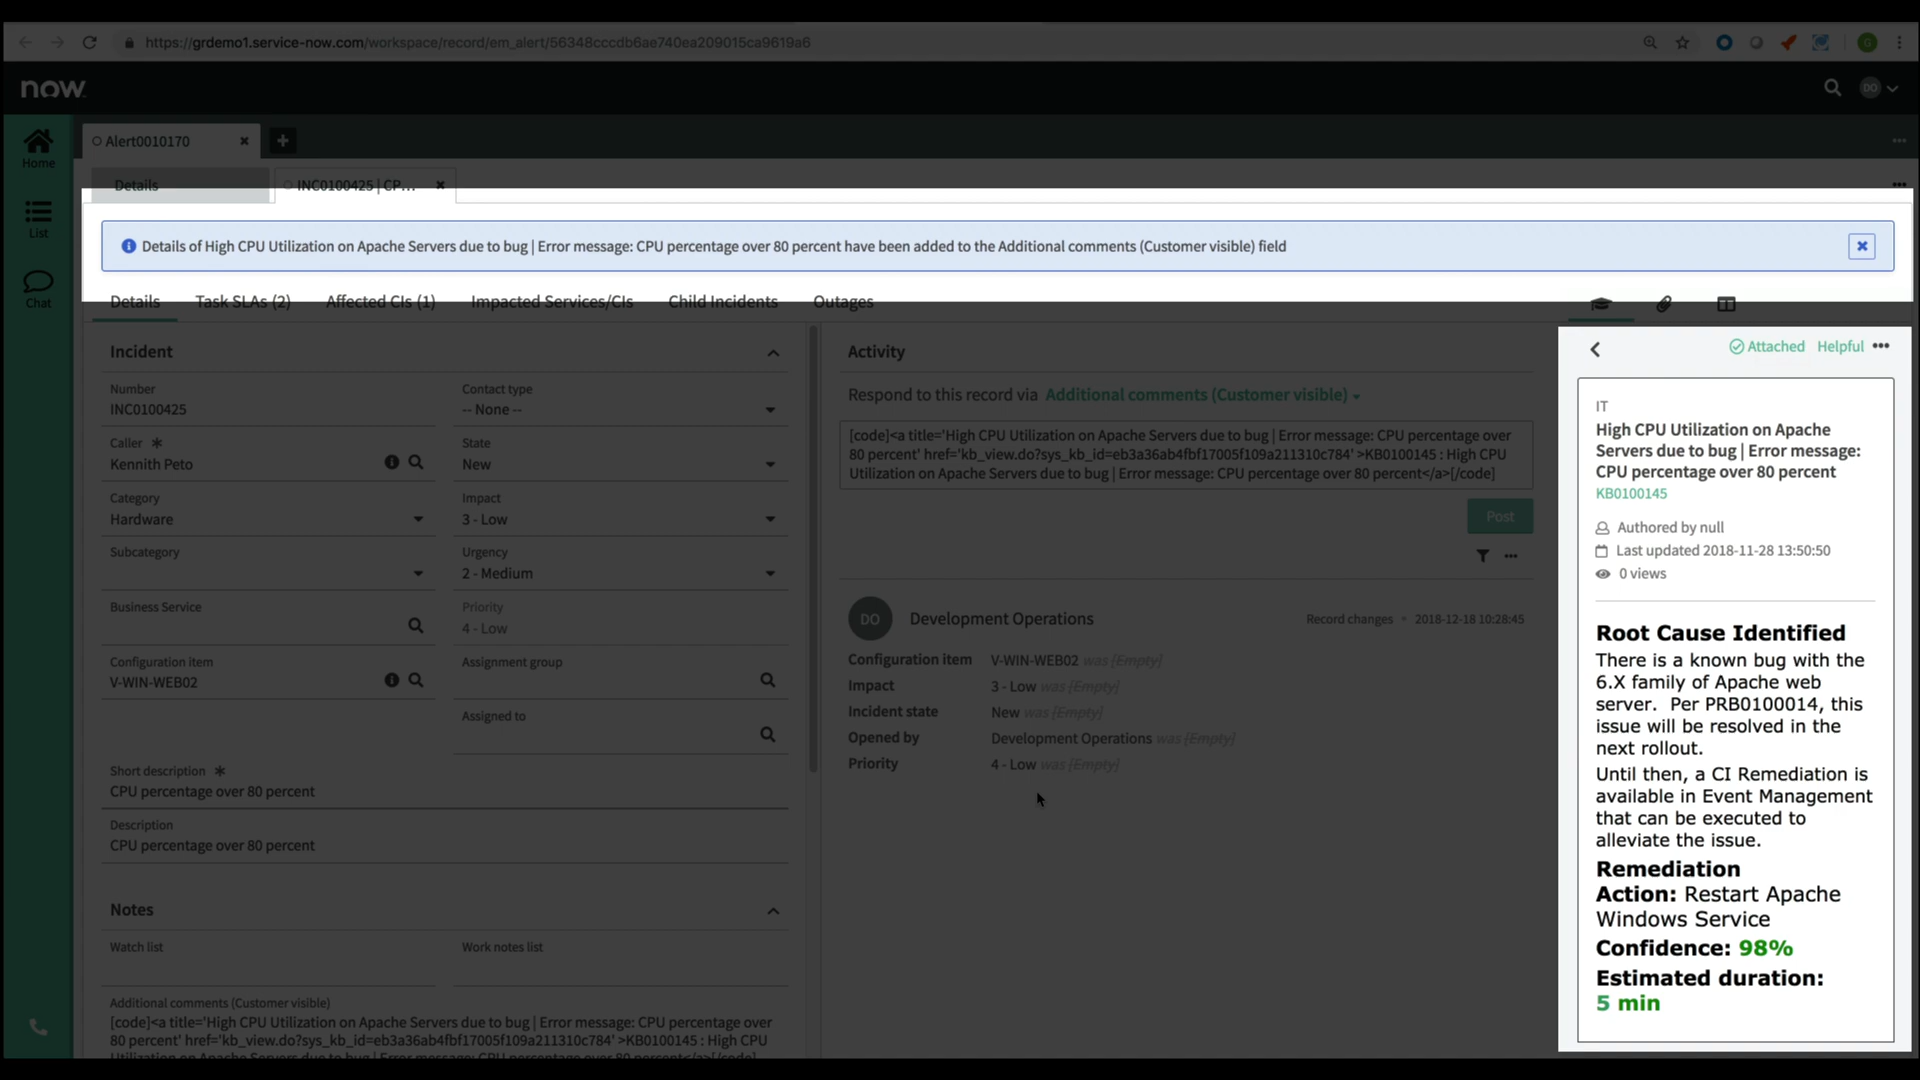 https://grdemo1.service-now.com/workspace/record/em_alert/56348cccdb6ae740ea209015ca9619a6
G
now
DO
Home
List
Chat
Alert0010170
Details
INC0100425 | CP...
Details of High CPU Utilization on Apache Servers due to bug | Error message: CPU percentage over 80 percent have been added to the Additional comments (Customer visible) field
Details
Task SLAs (2)
Affected CIs (1)
Impacted Services/CIs
Child Incidents
Outages
Incident
Number
INC0100425
Contact type
-- None --
Caller
Kennith Peto
State
New
Category
Hardware
Impact
3 - Low
Subcategory
Urgency
2 - Medium
Business Service
Priority
4 - Low
Configuration item
V-WIN-WEB02
Assignment group
Assigned to
Short description
CPU percentage over 80 percent
Description
CPU percentage over 80 percent
Notes
Watch list
Work notes list
Additional comments (Customer visible)
[code]<a title='High CPU Utilization on Apache Servers due to bug | Error message: CPU percentage over
80 percent' href='kb_view.do?sys_kb_id=eb3a36ab4fbf17005f109a211310c784' >KB0100145 : High CPU
Utilization on Apache Servers due to bug | Error message: CPU percentage over 80 percent</a>[/code]
Activity
Respond to this record via Additional comments (Customer visible)
[code]<a title='High CPU Utilization on Apache Servers due to bug | Error message: CPU percentage over
80 percent' href='kb_view.do?sys_kb_id=eb3a36ab4fbf17005f109a211310c784' >KB0100145 : High CPU
Utilization on Apache Servers due to bug | Error message: CPU percentage over 80 percent</a>[/code]
Post
DO
Development Operations
Record changes • 2018-12-18 10:28:45
Configuration item V-WIN-WEB02 was [Empty]
Impact 3 - Low was [Empty]
Incident state New was [Empty]
Opened by Development Operations was [Empty]
Priority 4 - Low was [Empty]
Attached
Helpful
IT
High CPU Utilization on Apache
Servers due to bug | Error message:
CPU percentage over 80 percent
KB0100145
Authored by null
Last updated 2018-11-28 13:50:50
0 views
Root Cause Identified
There is a known bug with the
6.X family of Apache web
server. Per PRB0100014, this
issue will be resolved in the
next rollout.
Until then, a CI Remediation is
available in Event Management
that can be executed to
alleviate the issue.
Remediation
Action: Restart Apache
Windows Service
Confidence: 98%
Estimated duration:
5 min